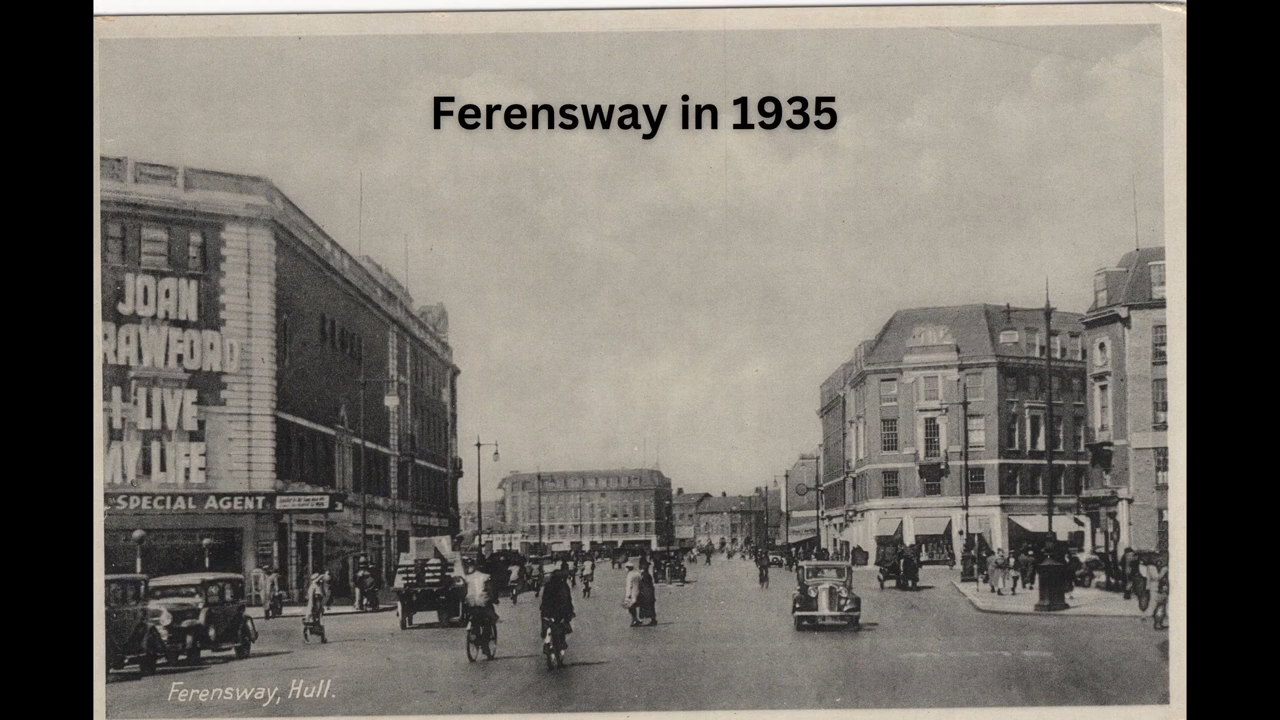 Ferensway in 1935
JOAN
RAWFORD
I LIVE
MY LIFE
SPECIAL AGENT
Ferensway, Hull.